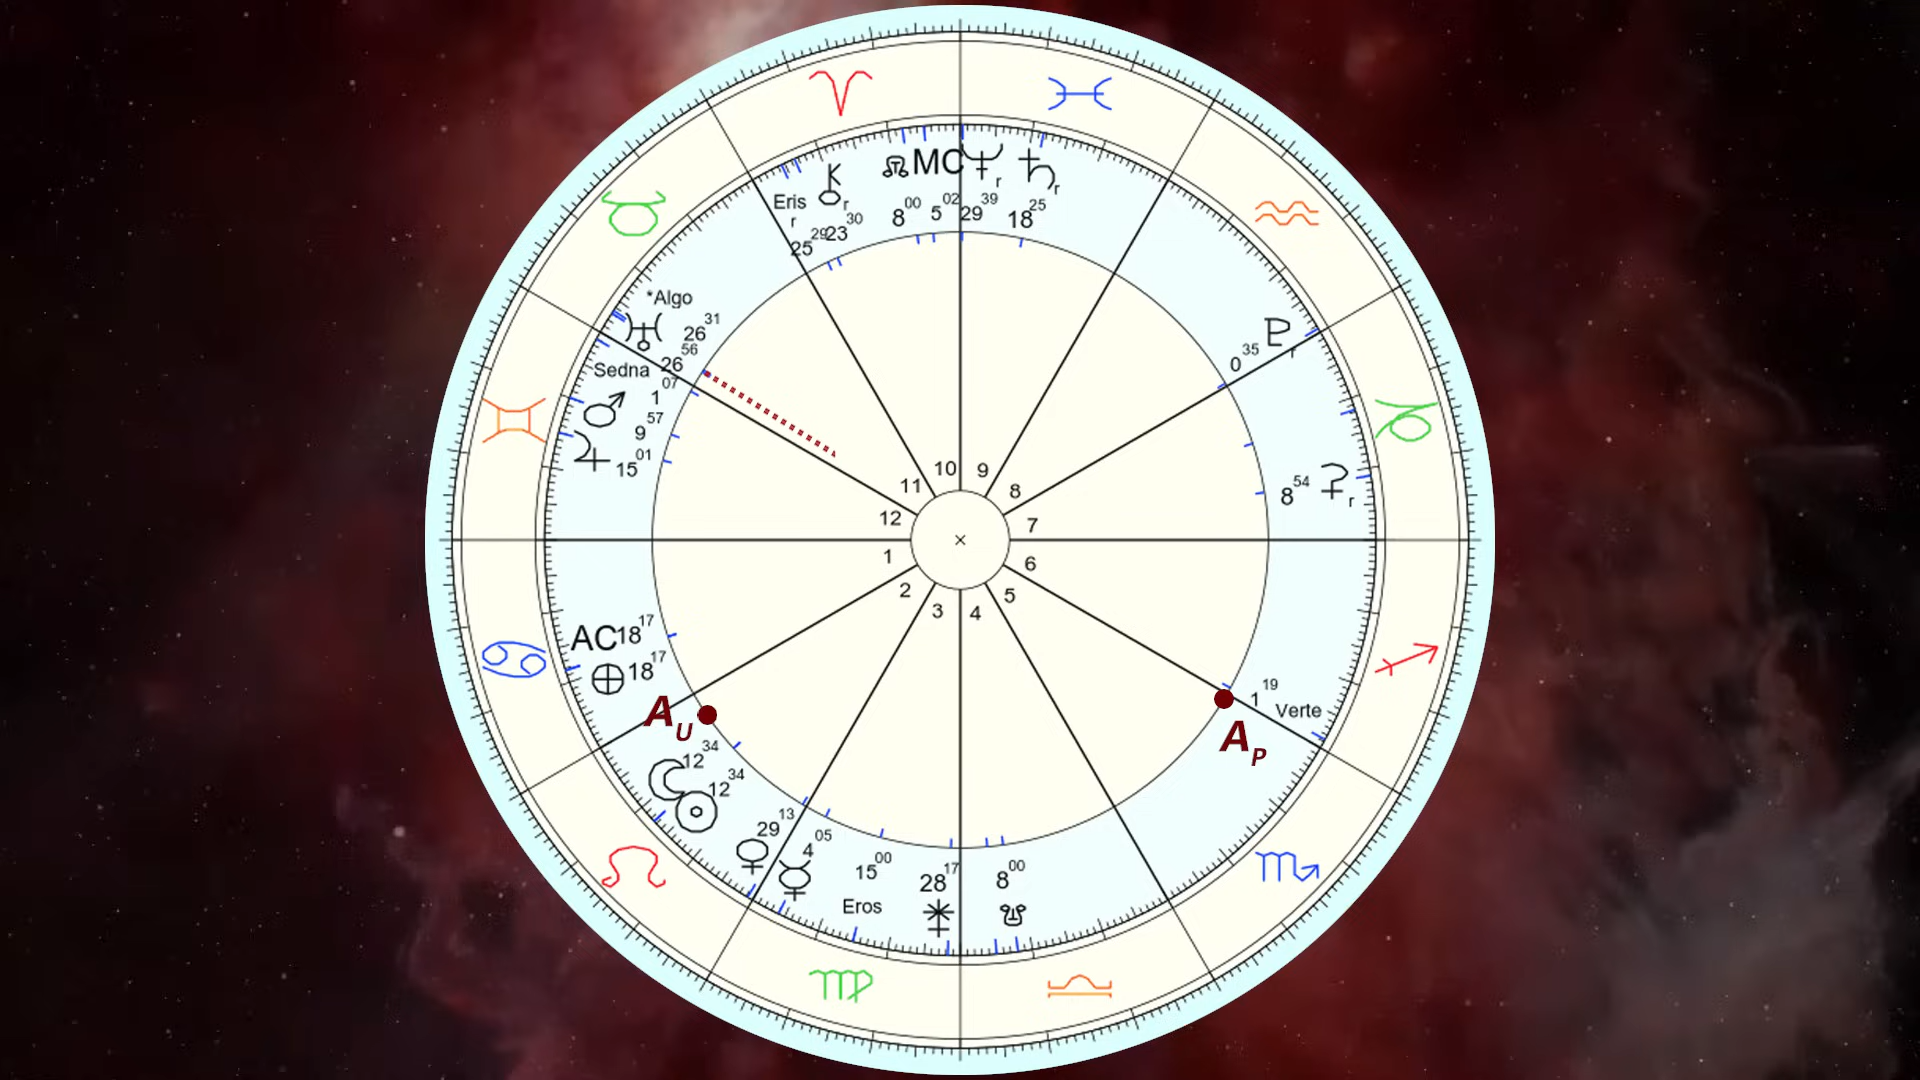 MC
5 02
29 39
r
18 25
r
8 00
Eris
r
25 29
23 30
r
*Algo
26 31
26 56
Sedna
1 07
9 57
15 01
0 35
r
8 54
r
10
9
11
8
12
7
1
6
2
5
3
4
AC 18 17
18 17
A U
12 34
12 34
29 13
4 05
15 00
Eros
28 17
8 00
1 19
Verte
A P